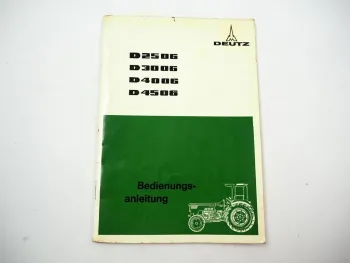 DEUTZ
D2506
D3006
D4006
D4506
Bedienungs-
anleitung